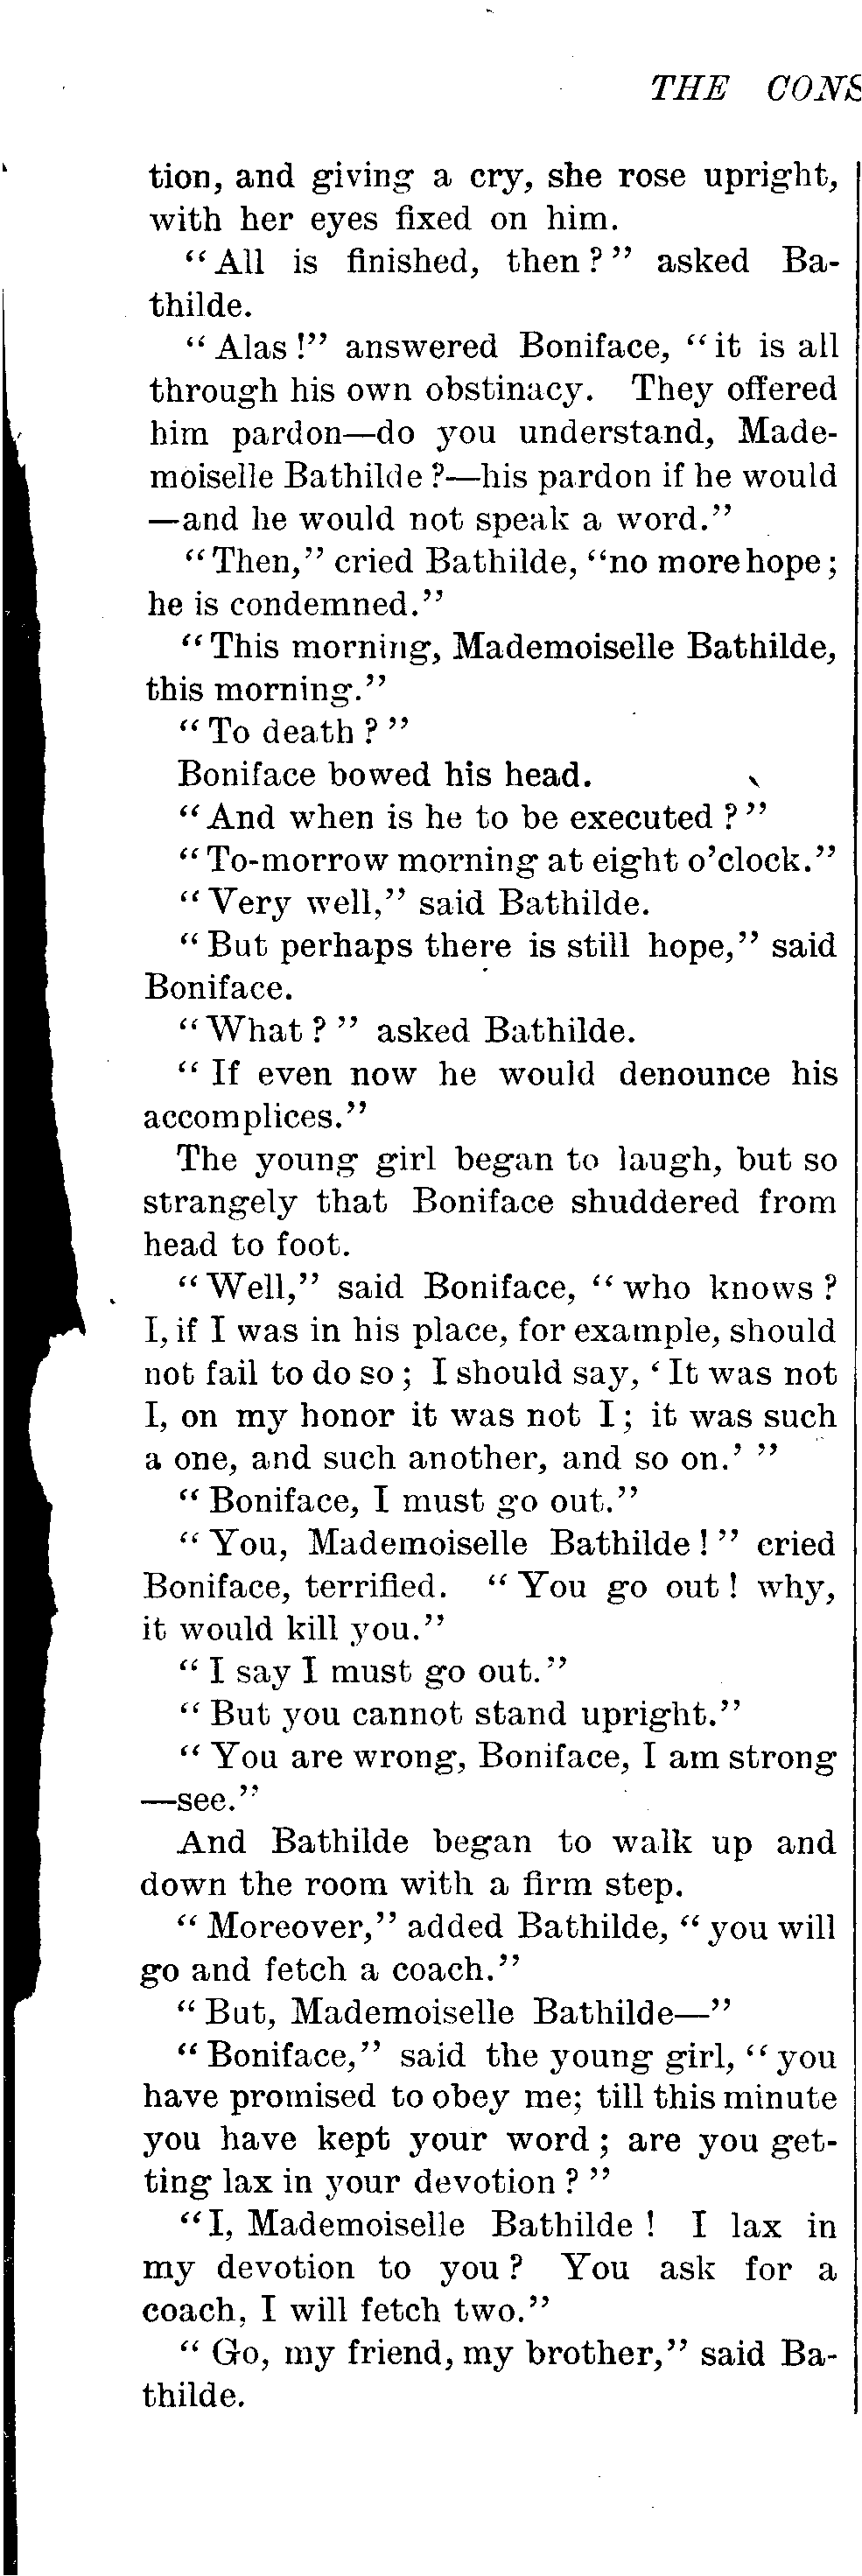 THE CONS
tion, and giving a cry, she rose upright,
with her eyes fixed on him.
“All is finished, then?” asked Ba-
thilde.
“Alas!” answered Boniface, “it is all
through his own obstinacy. They offered
him pardon—do you understand, Made-
moiselle Bathilde?—his pardon if he would
—and he would not speak a word.”
“Then,” cried Bathilde, “no more hope;
he is condemned.”
“This morning, Mademoiselle Bathilde,
this morning.”
“To death?”
Boniface bowed his head.
“And when is he to be executed?”
“To-morrow morning at eight o’clock.”
“Very well,” said Bathilde.
“But perhaps there is still hope,” said
Boniface.
“What?” asked Bathilde.
“If even now he would denounce his
accomplices.”
The young girl began to laugh, but so
strangely that Boniface shuddered from
head to foot.
“Well,” said Boniface, “who knows?
I, if I was in his place, for example, should
not fail to do so; I should say, ‘It was not
I, on my honor it was not I; it was such
a one, and such another, and so on.’ ”
“Boniface, I must go out.”
“You, Mademoiselle Bathilde!” cried
Boniface, terrified. “You go out! why,
it would kill you.”
“I say I must go out.”
“But you cannot stand upright.”
“You are wrong, Boniface, I am strong
—see.”
And Bathilde began to walk up and
down the room with a firm step.
“Moreover,” added Bathilde, “you will
go and fetch a coach.”
“But, Mademoiselle Bathilde—”
“Boniface,” said the young girl, “you
have promised to obey me; till this minute
you have kept your word; are you get-
ting lax in your devotion?”
“I, Mademoiselle Bathilde! I lax in
my devotion to you? You ask for a
coach, I will fetch two.”
“Go, my friend, my brother,” said Ba-
thilde.